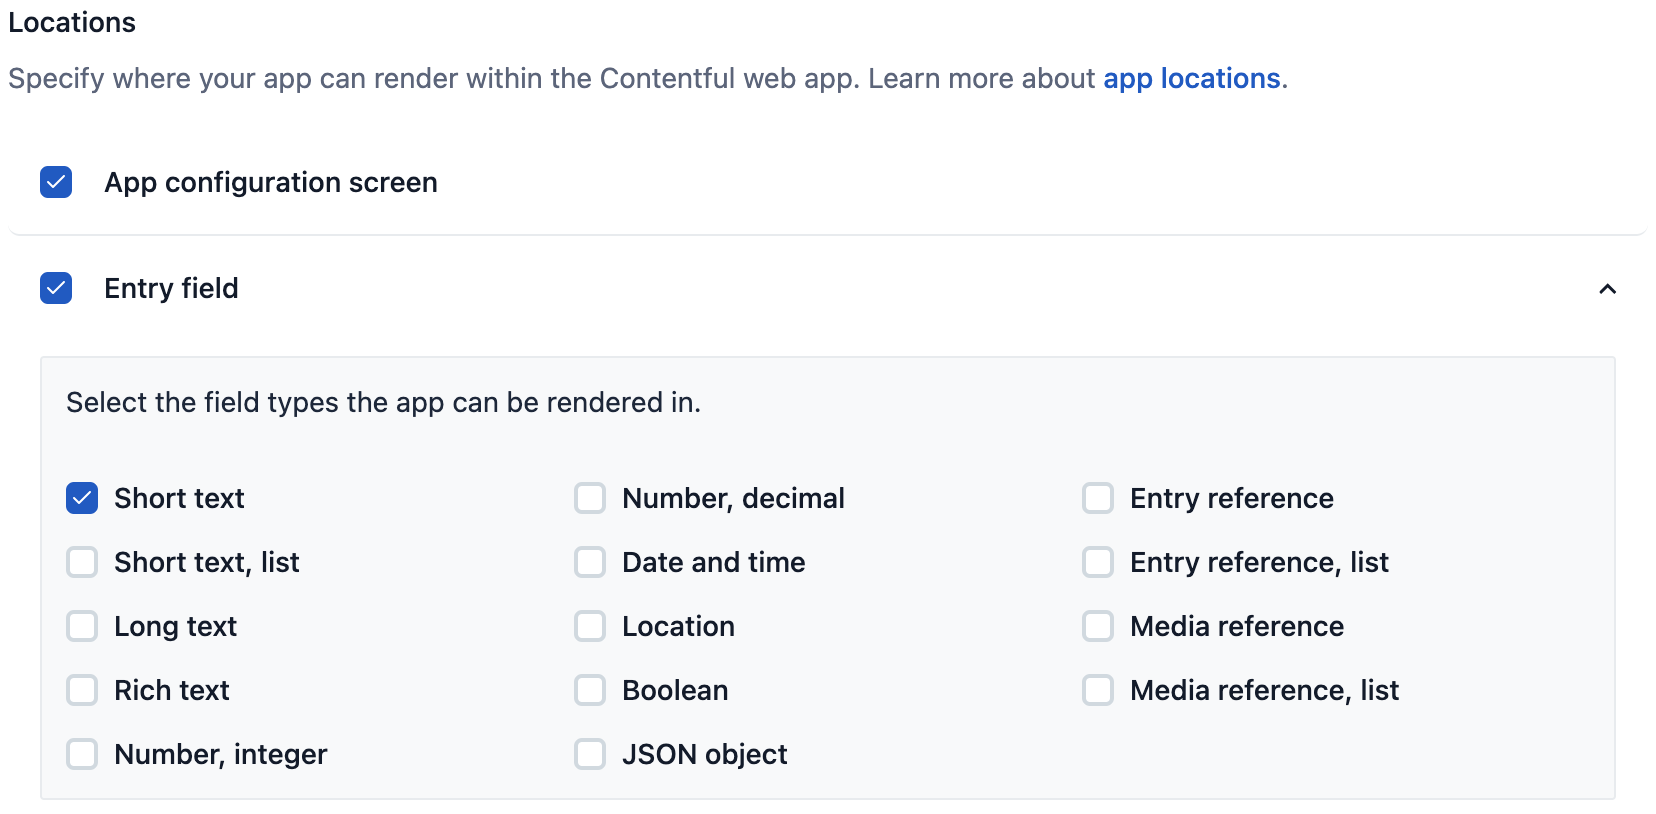 Locations
Specify where your app can render within the Contentful web app. Learn more about app locations.
App configuration screen
Entry field
Select the field types the app can be rendered in.
Short text
Short text, list
Long text
Rich text
Number, integer
Number, decimal
Date and time
Location
Boolean
JSON object
Entry reference
Entry reference, list
Media reference
Media reference, list